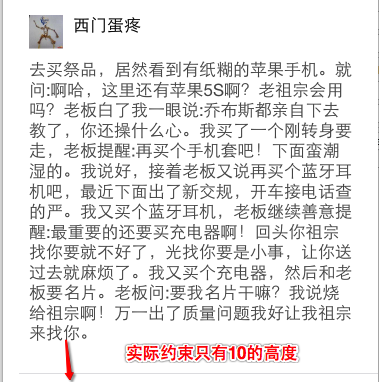 西门蛋疼
去买祭品，居然看到有纸糊的苹果手机。就
问:啊哈，这里还有苹果5S啊？老祖宗会用
吗？老板白了我一眼说:乔布斯都亲自下去
教了，你还操什么心。我买了一个刚转身要
走，老板提醒:再买个手机套吧！下面蛮潮
湿的。我说好，接着老板又说再买个蓝牙耳
机吧，最近下面出了新交规，开车接电话查
的严。我又买个蓝牙耳机，老板继续善意提
醒:最重要的还要买充电器啊！回头你祖宗
找你要就不好了，光找你要是小事，让你送
过去就麻烦了。我又买个充电器，然后和老
板要名片。老板问:要我名片干嘛？我说烧
给祖宗啊！万一出了质量问题我好让我祖宗
来找你。
实际约束只有10的高度